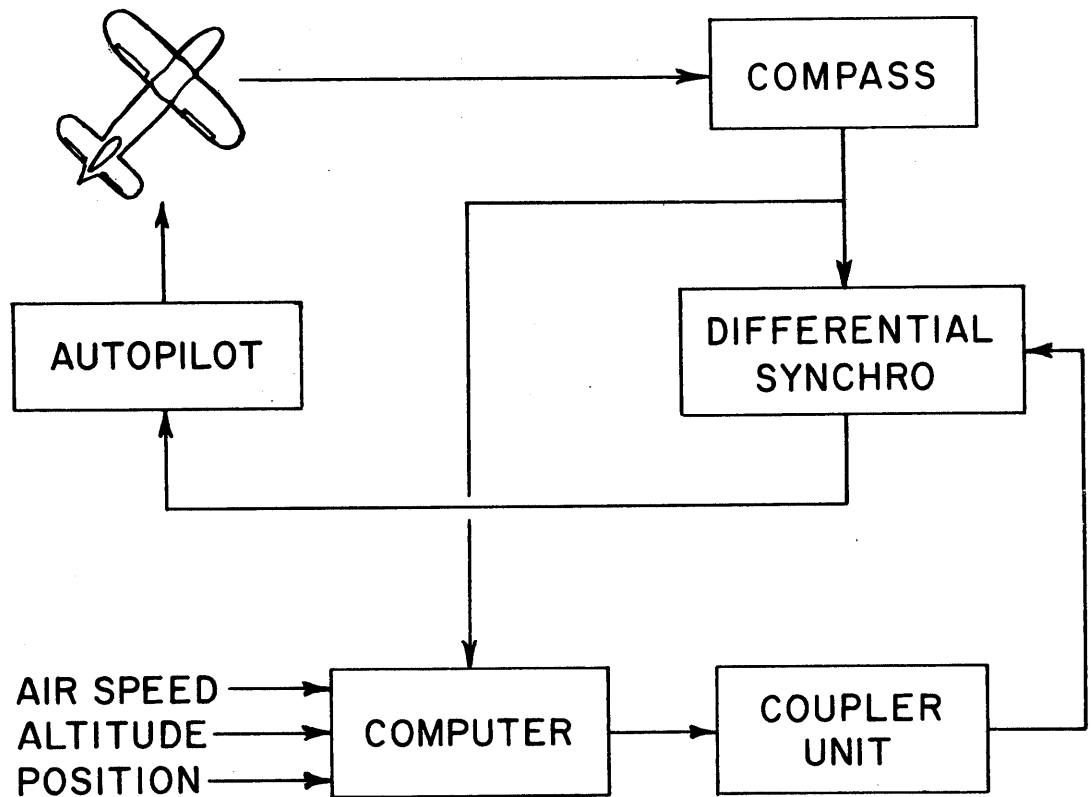 COMPASS
AUTOPILOT
DIFFERENTIAL
SYNCHRO
AIR SPEED
ALTITUDE
POSITION
COMPUTER
COUPLER
UNIT